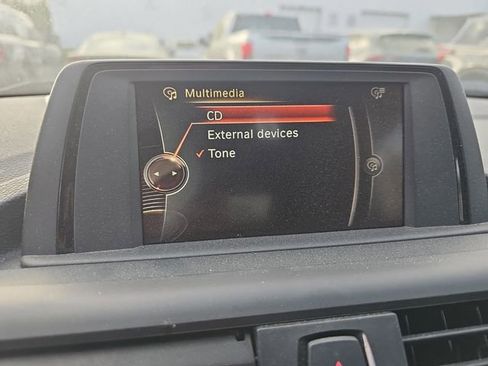 Multimedia
CD
External devices
✓ Tone